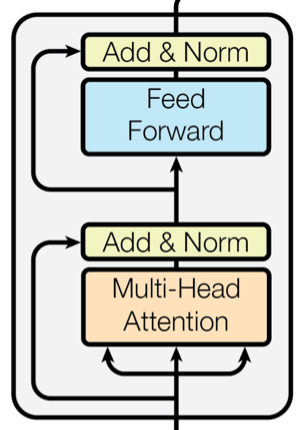 Add & Norm
Feed
Forward
Add & Norm
Multi-Head
Attention